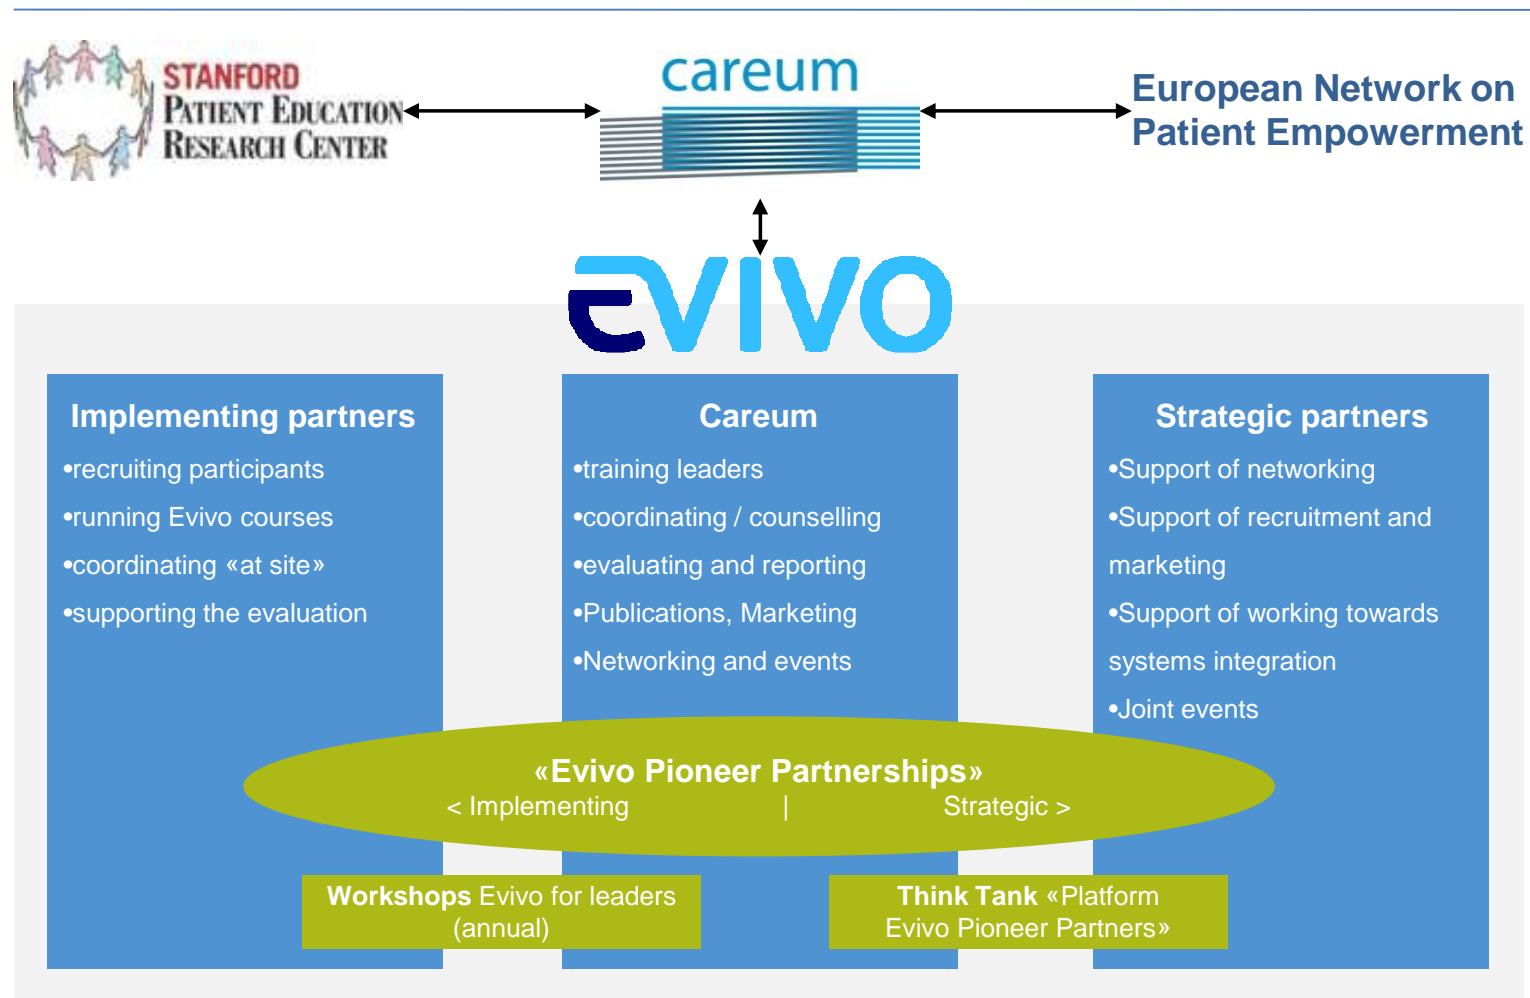 STANFORD
PATIENT EDUCATION
RESEARCH CENTER
careum
European Network on
Patient Empowerment
EVIVO
Implementing partners
•recruiting participants
•running Evivo courses
•coordinating «at site»
•supporting the evaluation
Careum
•training leaders
•coordinating / counselling
•evaluating and reporting
•Publications, Marketing
•Networking and events
Strategic partners
•Support of networking
•Support of recruitment and
marketing
•Support of working towards
systems integration
•Joint events
«Evivo Pioneer Partnerships»
< Implementing | Strategic >
Workshops Evivo for leaders
(annual)
Think Tank «Platform
Evivo Pioneer Partners»